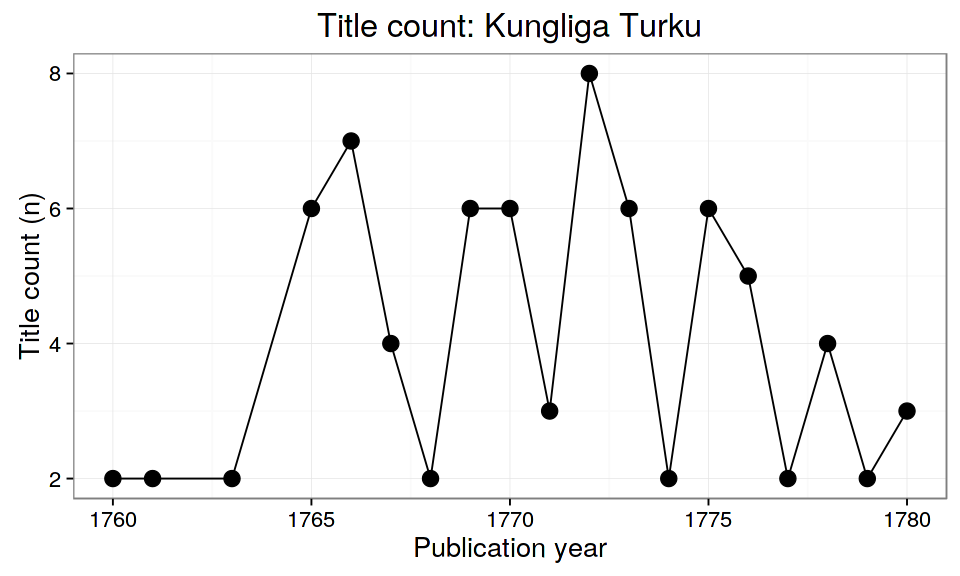 Title count: Kungliga Turku
Title count (n)
8
6
4
2
1760 1765 1770 1775 1780
Publication year